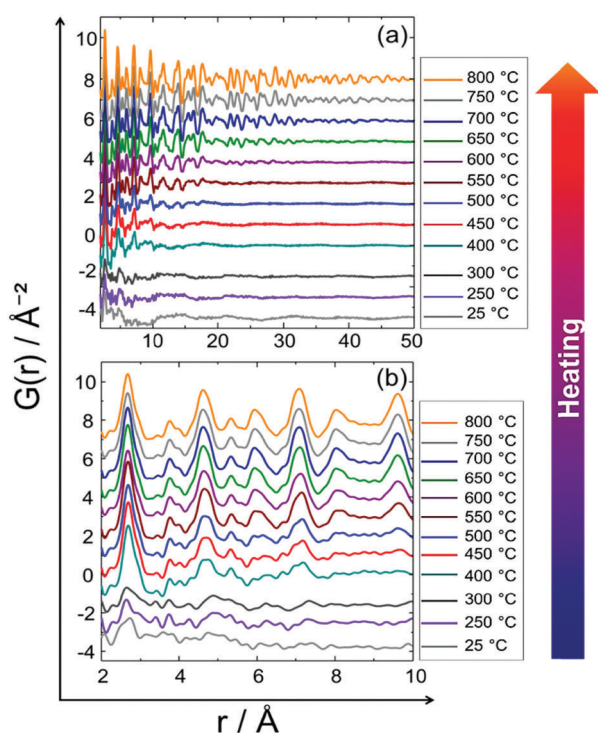 (a)
10
8
6
4
2
0
-2
-4
10 20 30 40 50
800 °C
750 °C
700 °C
650 °C
600 °C
550 °C
500 °C
450 °C
400 °C
300 °C
250 °C
25 °C
G(r) / Å⁻²
Heating
(b)
10
8
6
4
2
0
-2
-4
2 4 6 8 10
800 °C
750 °C
700 °C
650 °C
600 °C
550 °C
500 °C
450 °C
400 °C
300 °C
250 °C
25 °C
r / Å